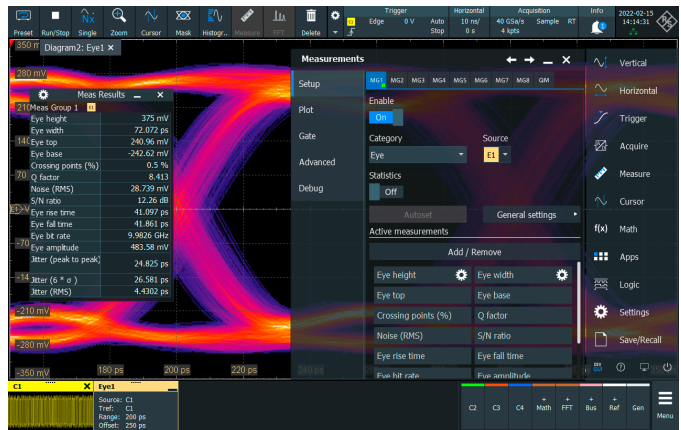 Trigger
Horizontal
Acquisition
Info
2022-02-15
14:14:31
Edge 0 V Auto
Stop
10 ns/
0 s
40 GSa/s Sample RT
4 kpts
Preset Run/Stop Single Zoom Cursor Mask Histogr.. Measure FFT Delete
350 m
Diagram2: Eye1 ×
280 mV
210
140
70
-70
-14
-210 mV
-280 mV
-350 mV
180 ps
200 ps
220 ps
240 ps
Meas Results
Meas Group 1 E1
Eye height 375 mV
Eye width 72.072 ps
Eye top 240.96 mV
Eye base -242.62 mV
Crossing points (%) 0.5 %
Q factor 8.413
Noise (RMS) 28.739 mV
S/N ratio 12.26 dB
Eye rise time 41.097 ps
Eye fall time 41.861 ps
Eye bit rate 9.9826 GHz
Eye amplitude 483.58 mV
Jitter (peak to peak) 24.825 ps
Jitter (6 * σ ) 26.581 ps
Jitter (RMS) 4.4302 ps
Measurements
Setup
Plot
Gate
Advanced
Debug
MG1 MG2 MG3 MG4 MG5 MG6 MG7 MG8 QM
Enable
On
Category
Source
Eye
E1
Statistics
Off
Autoset
General settings
Active measurements
Add / Remove
Eye height
Eye width
Eye top
Eye base
Crossing points (%)
Q factor
Noise (RMS)
S/N ratio
Eye rise time
Eye fall time
Eye bit rate
Eye amplitude
Vertical
Horizontal
Trigger
Acquire
Measure
Cursor
f(x) Math
Apps
Logic
Settings
Save/Recall
C1 X
Eye1
Source: C1
Tref: C1
Range: 200 ps
Offset: 250 ps
C2
C3
C4
+
Math
+
FFT
+
Bus
+
Ref
Gen
Menu